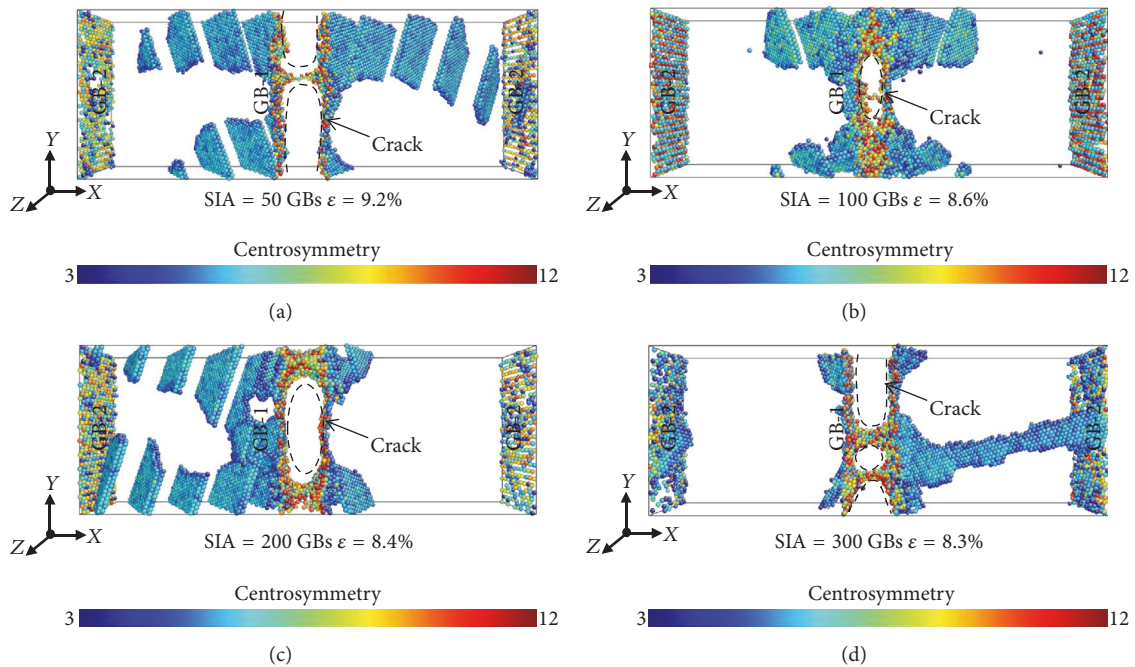 GB-2
GB-1
GB-2
Crack
Y
X
Z
SIA = 50 GBs ε = 9.2%
Centrosymmetry
3 12
(a)
GB-2
GB-1
GB-2
Crack
Y
X
Z
SIA = 100 GBs ε = 8.6%
Centrosymmetry
3 12
(b)
GB-2
GB-1
GB-2
Crack
Y
X
Z
SIA = 200 GBs ε = 8.4%
Centrosymmetry
3 12
(c)
GB-2
GB-1
GB-2
Crack
Y
X
Z
SIA = 300 GBs ε = 8.3%
Centrosymmetry
3 12
(d)